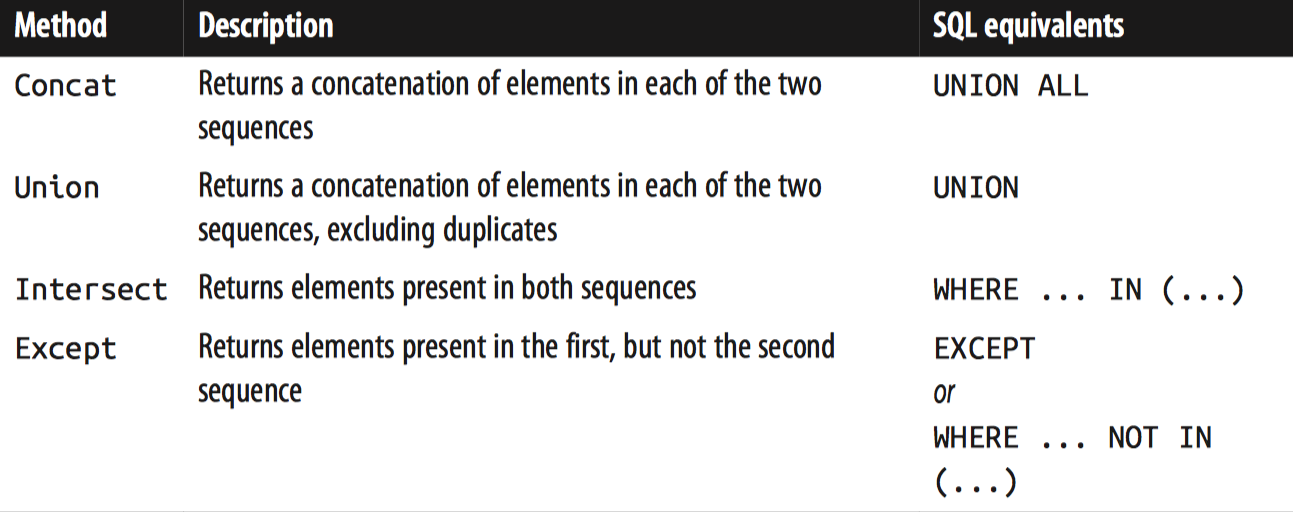 Method Description SQL equivalents
Concat Returns a concatenation of elements in each of the two UNION ALL
sequences
Union Returns a concatenation of elements in each of the two UNION
sequences, excluding duplicates
Intersect Returns elements present in both sequences WHERE ... IN (...)
Except Returns elements present in the first, but not the second EXCEPT
sequence or
WHERE ... NOT IN
(...)